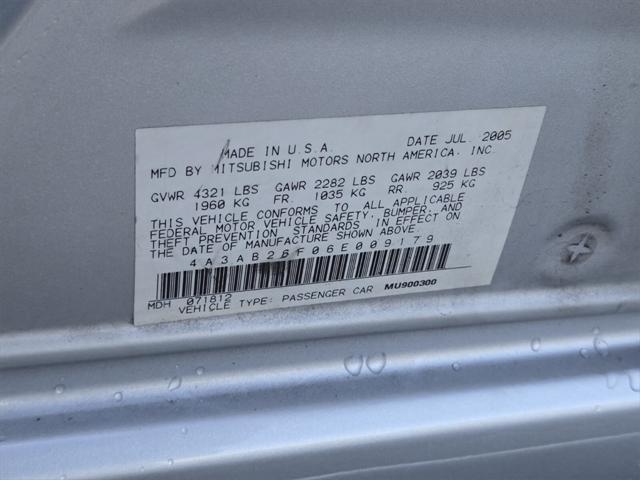 MADE IN U.S.A. DATE JUL. 2005
MFD BY MITSUBISHI MOTORS NORTH AMERICA, INC.
GVWR 4321 LBS GAWR 2282 LBS GAWR 2039 LBS
1960 KG FR. 1035 KG RR. 925 KG
THIS VEHICLE CONFORMS TO ALL APPLICABLE
FEDERAL MOTOR VEHICLE SAFETY, BUMPER, AND
THEFT PREVENTION STANDARDS IN EFFECT ON
THE DATE OF MANUFACTURE SHOWN ABOVE.
4A3AB26F06E009179
MDH 071812
VEHICLE TYPE: PASSENGER CAR MU900300